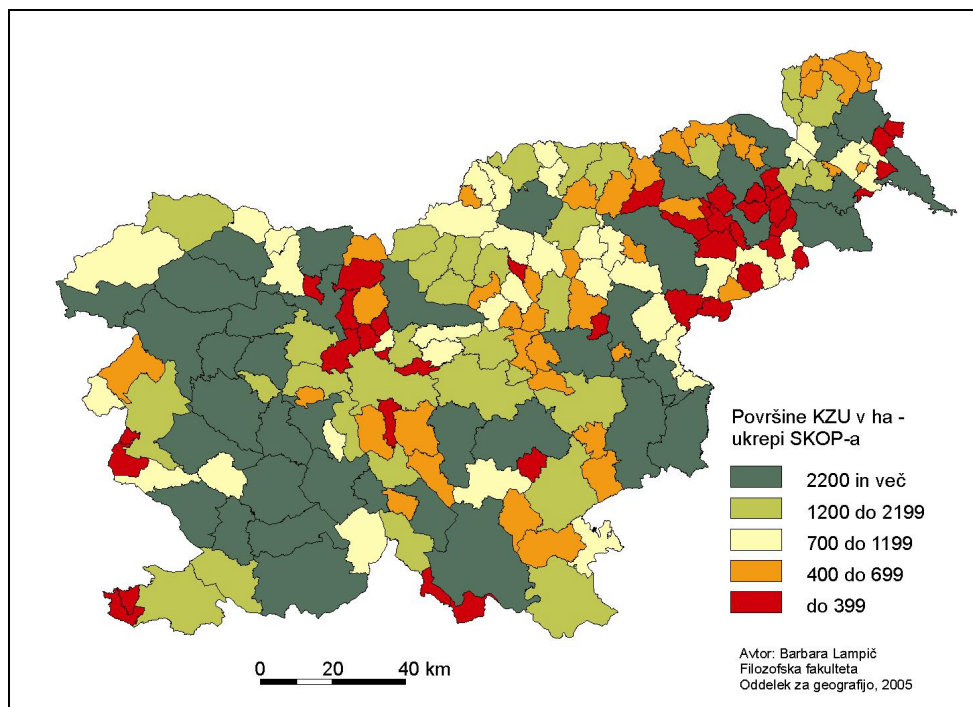 Površine KZU v ha -
ukrepi SKOP-a
2200 in več
1200 do 2199
700 do 1199
400 do 699
do 399
0 20 40 km
Avtor: Barbara Lampič
Filozofska fakulteta
Oddelek za geografijo, 2005